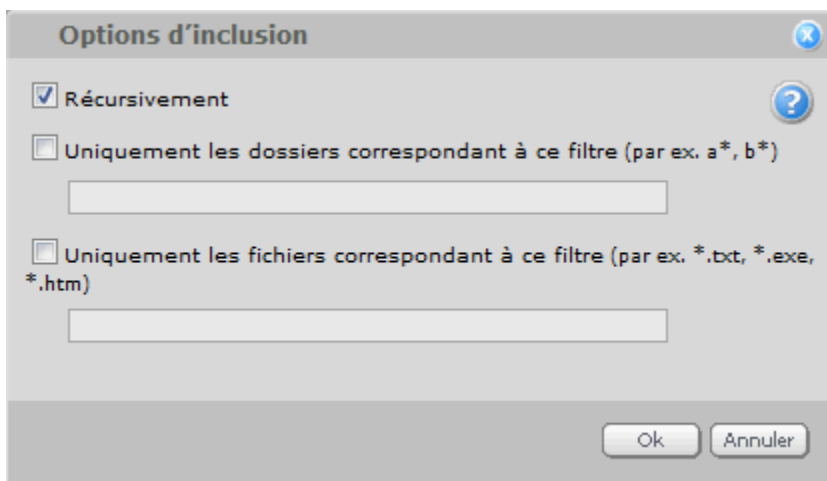 Options d'inclusion
Récursivement
Uniquement les dossiers correspondant à ce filtre (par ex. a*, b*)
Uniquement les fichiers correspondant à ce filtre (par ex. *.txt, *.exe,
*.htm)
Ok
Annuler